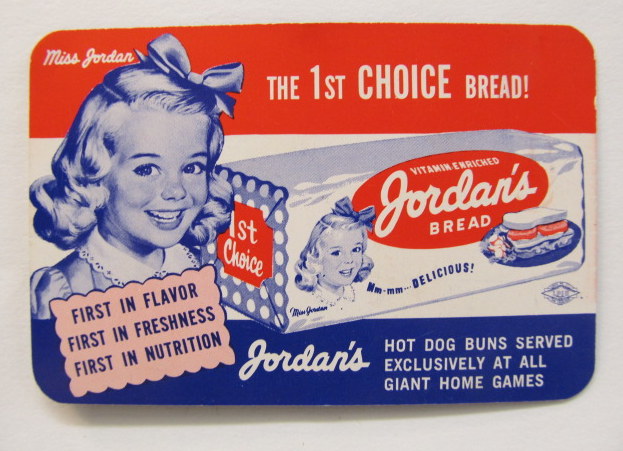 Miss Jordan
THE 1ST CHOICE BREAD!
VITAMIN ENRICHED
Jordan's
BREAD
1st
Choice
Mm-mm... DELICIOUS!
Miss Jordan
FIRST IN FLAVOR
FIRST IN FRESHNESS
FIRST IN NUTRITION
Jordan's
HOT DOG BUNS SERVED
EXCLUSIVELY AT ALL
GIANT HOME GAMES